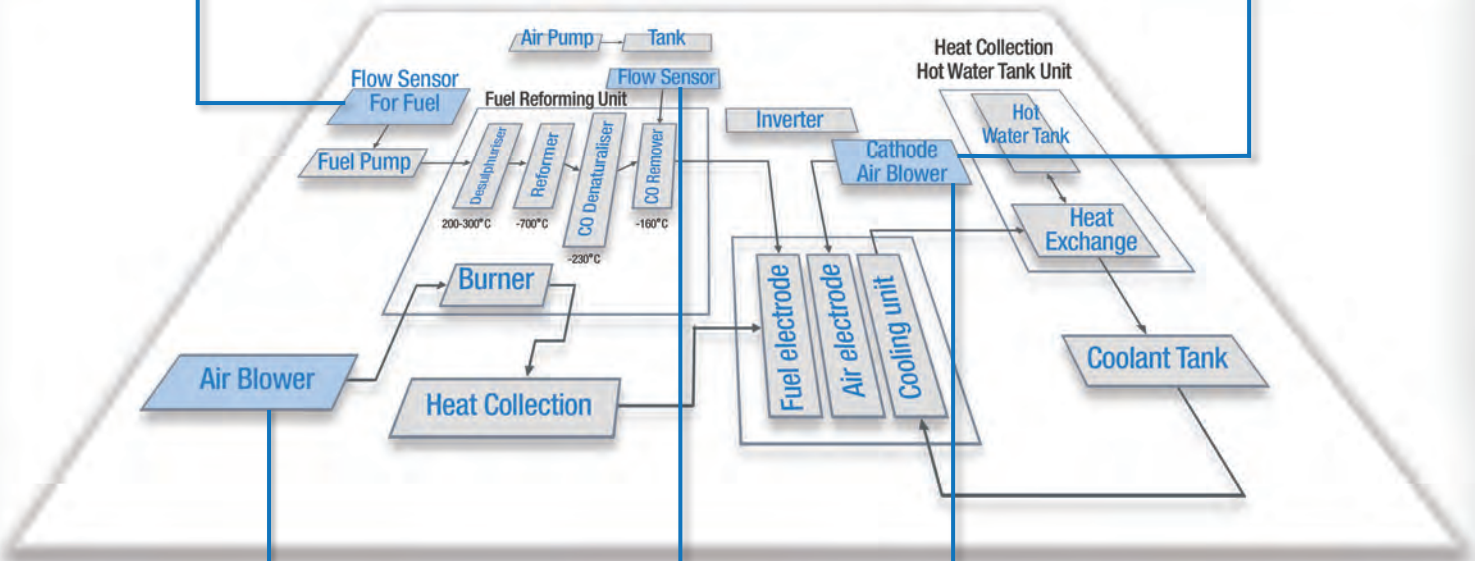 Air Pump
Tank
Heat Collection
Hot Water Tank Unit
Flow Sensor
For Fuel
Flow Sensor
Fuel Reforming Unit
Inverter
Hot
Water Tank
Fuel Pump
Desulphuriser
Reformer
CO Denaturaliser
CO Remover
Cathode
Air Blower
200-300°C
-700°C
-230°C
-160°C
Heat
Exchange
Burner
Fuel electrode
Air electrode
Cooling unit
Air Blower
Heat Collection
Coolant Tank